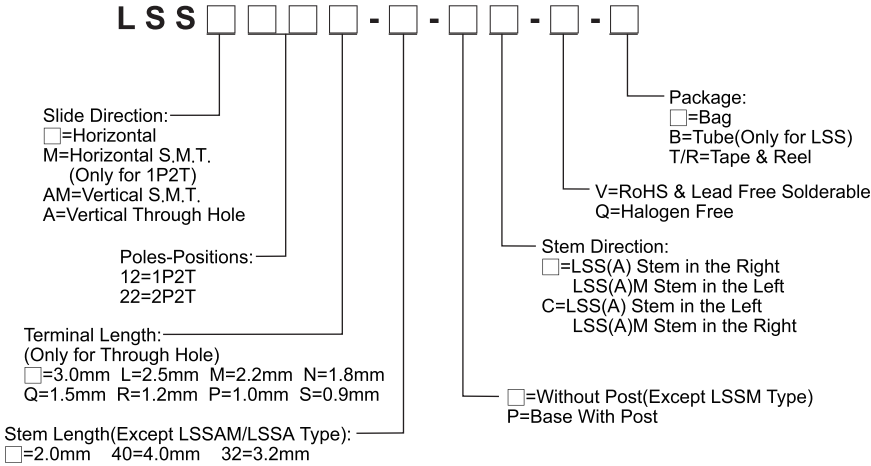 LSS□ □□□-□-□□-□-□
Slide Direction:
□=Horizontal
M=Horizontal S.M.T.
(Only for 1P2T)
AM=Vertical S.M.T.
A=Vertical Through Hole
Poles-Positions:
12=1P2T
22=2P2T
Terminal Length:
(Only for Through Hole)
□=3.0mm L=2.5mm M=2.2mm N=1.8mm
Q=1.5mm R=1.2mm P=1.0mm S=0.9mm
Stem Length(Except LSSAM/LSSA Type):
□=2.0mm 40=4.0mm 32=3.2mm
Package:
□=Bag
B=Tube(Only for LSS)
T/R=Tape & Reel
V=RoHS & Lead Free Solderable
Q=Halogen Free
Stem Direction:
□=LSS(A) Stem in the Right
LSS(A)M Stem in the Left
C=LSS(A) Stem in the Left
LSS(A)M Stem in the Right
□=Without Post(Except LSSM Type)
P=Base With Post